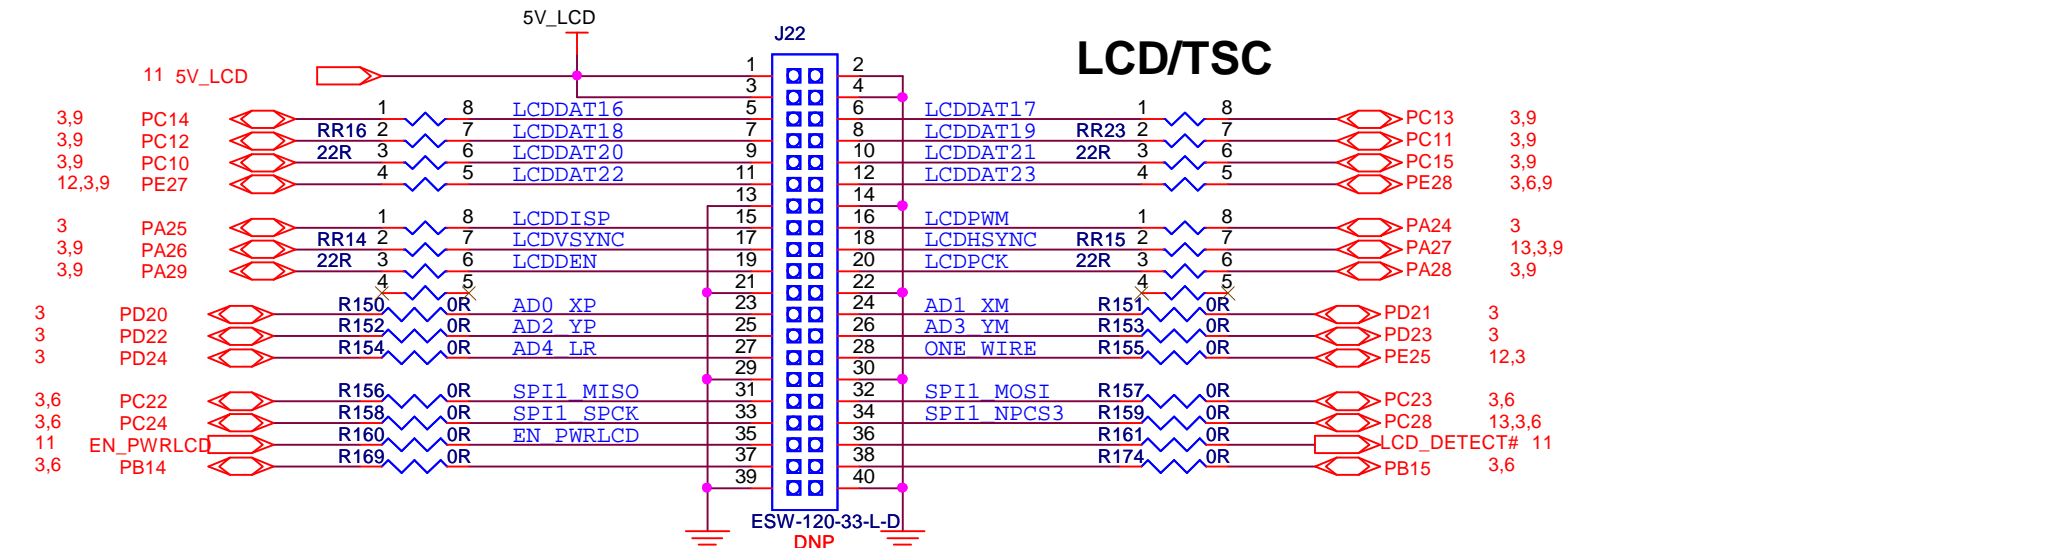 5V_LCD
J22
LCD/TSC
11 5V_LCD 1 2
3 4
3,9 PC14 1 8 LCDDAT16 5 6 LCDDAT17 1 8 PC13 3,9
3,9 PC12 RR16 2 7 LCDDAT18 7 8 LCDDAT19 RR23 2 7 PC11 3,9
3,9 PC10 22R 3 6 LCDDAT20 9 10 LCDDAT21 22R 3 6 PC15 3,9
12,3,9 PE27 4 5 LCDDAT22 11 12 LCDDAT23 4 5 PE28 3,6,9
13 14
3 PA25 1 8 LCDDISP 15 16 LCDPWM 1 8 PA24 3
3,9 PA26 RR14 2 7 LCDVSYNC 17 18 LCDHSYNC RR15 2 7 PA27 13,3,9
3,9 PA29 22R 3 6 LCDDEN 19 20 LCDPCK 22R 3 6 PA28 3,9
4 5 21 22 4 5
3 PD20 R150 0R AD0_XP 23 24 AD1_XM R151 0R PD21 3
3 PD22 R152 0R AD2_YP 25 26 AD3_YM R153 0R PD23 3
3 PD24 R154 0R AD4_LR 27 28 ONE_WIRE R155 0R PE25 12,3
29 30
3,6 PC22 R156 0R SPI1_MISO 31 32 SPI1_MOSI R157 0R PC23 3,6
3,6 PC24 R158 0R SPI1_SPCK 33 34 SPI1_NPCS3 R159 0R PC28 13,3,6
11 EN_PWRLCD R160 0R EN_PWRLCD 35 36 R161 0R LCD_DETECT# 11
3,6 PB14 R169 0R 37 38 R174 0R PB15 3,6
39 40
ESW-120-33-L-D
DNP